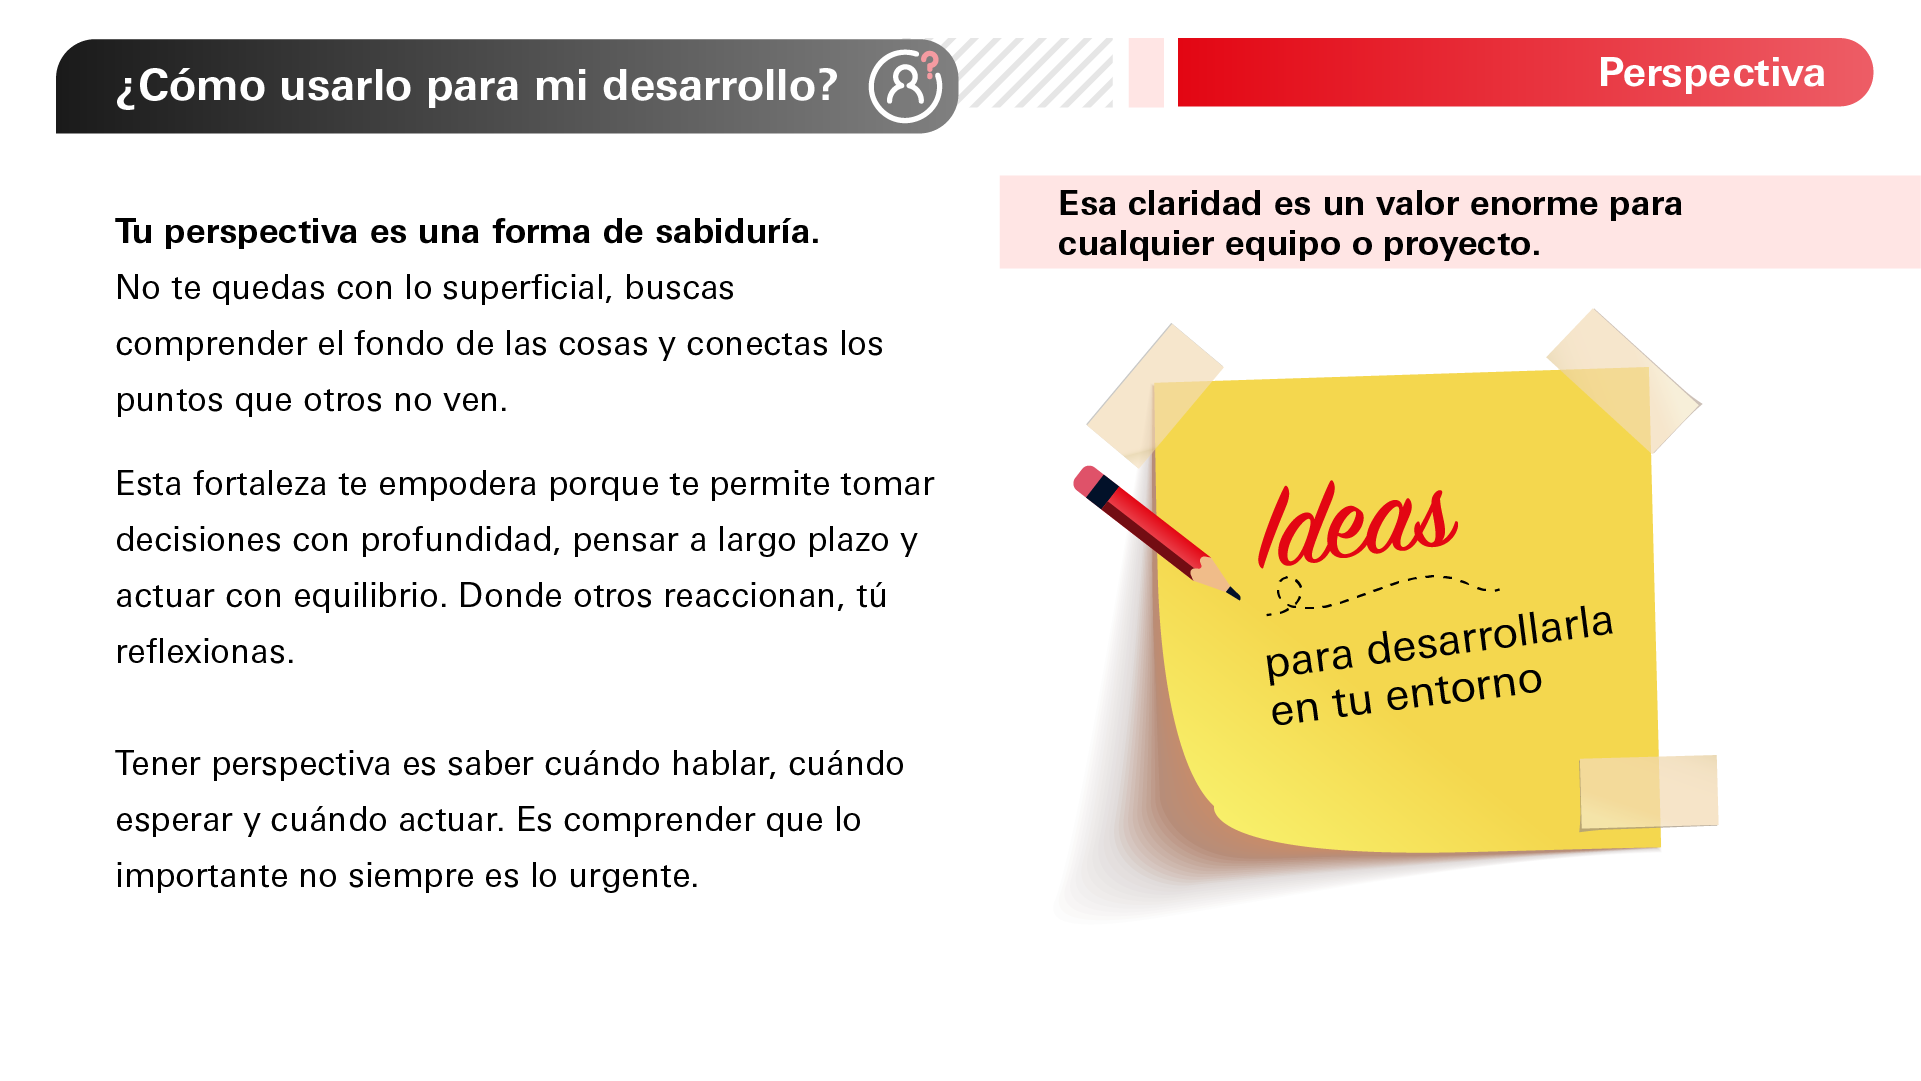 ¿Cómo usarlo para mi desarrollo?
Perspectiva
Tu perspectiva es una forma de sabiduría.
No te quedas con lo superficial, buscas
comprender el fondo de las cosas y conectas los
puntos que otros no ven.
Esta fortaleza te empodera porque te permite tomar
decisiones con profundidad, pensar a largo plazo y
actuar con equilibrio. Donde otros reaccionan, tú
reflexionas.
Tener perspectiva es saber cuándo hablar, cuándo
esperar y cuándo actuar. Es comprender que lo
importante no siempre es lo urgente.
Esa claridad es un valor enorme para
cualquier equipo o proyecto.
Ideas
para desarrollarla
en tu entorno